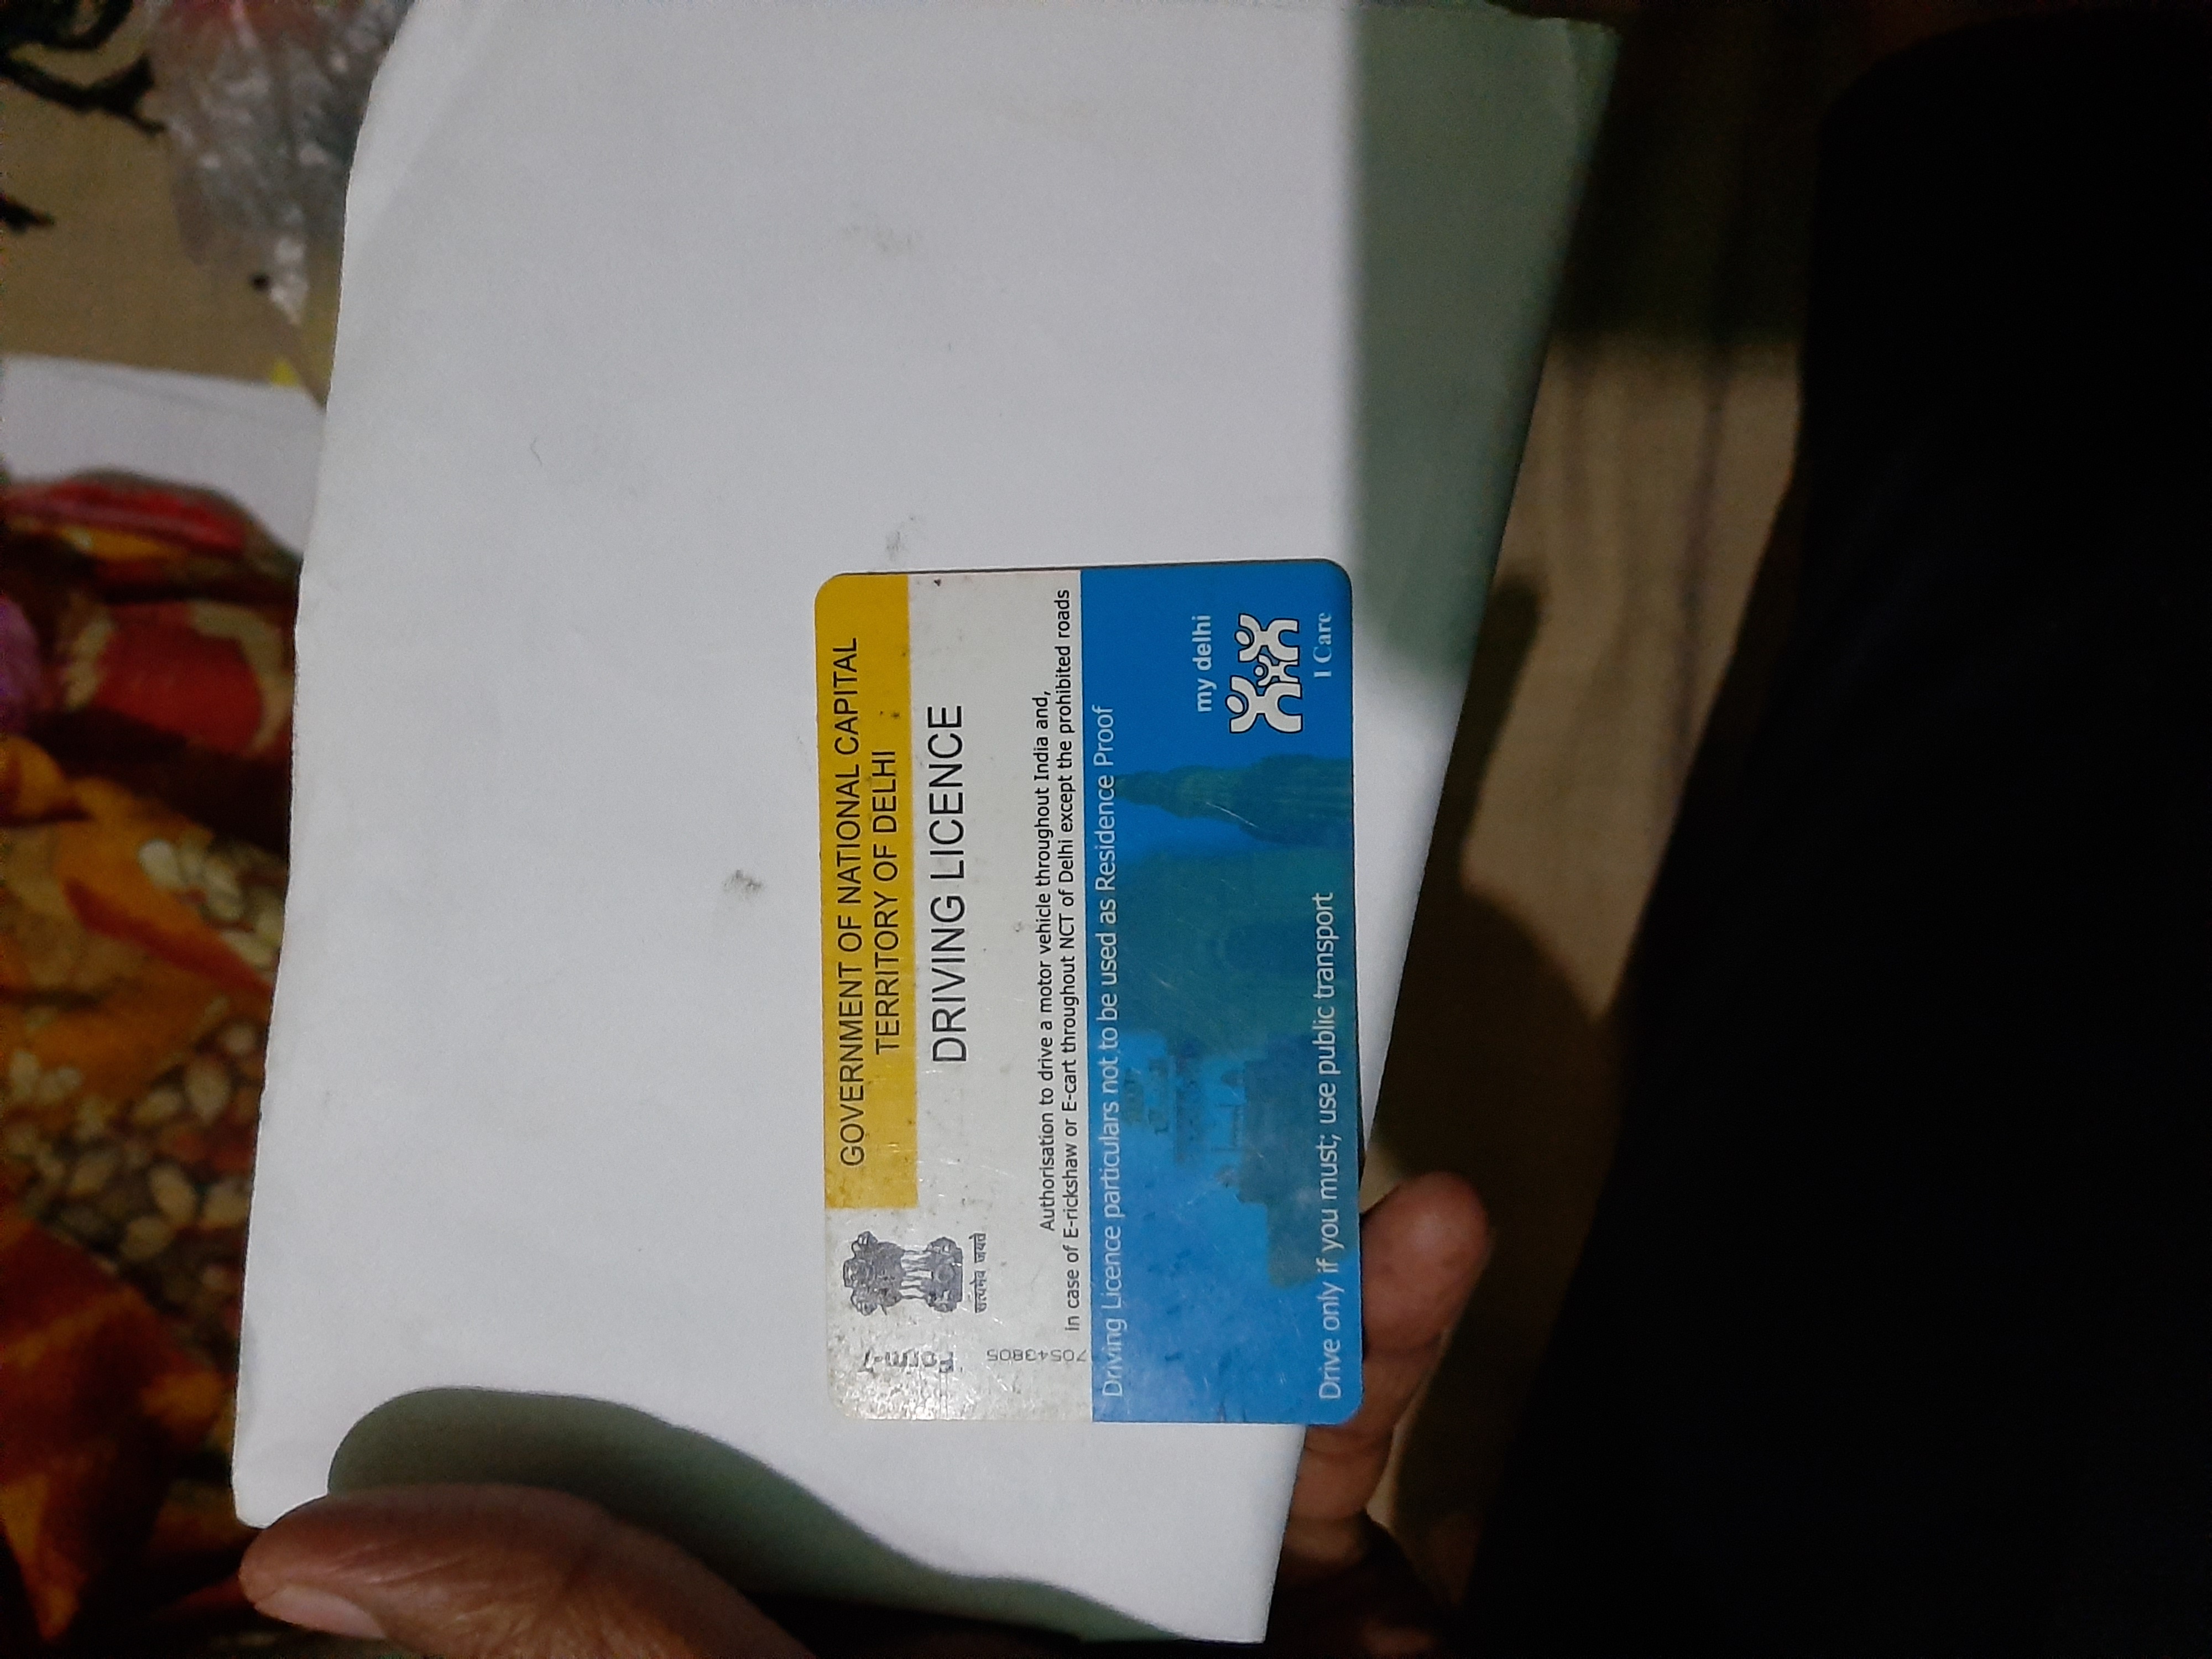 GOVERNMENT OF NATIONAL CAPITAL
TERRITORY OF DELHI
Form-7
सत्यमेव जयते
DRIVING LICENCE
70543805
Authorisation to drive a motor vehicle throughout India and,
in case of E-rickshaw or E-cart throughout NCT of Delhi except the prohibited roads
Driving Licence particulars not to be used as Residence Proof
my delhi
I Care
Drive only if you must; use public transport